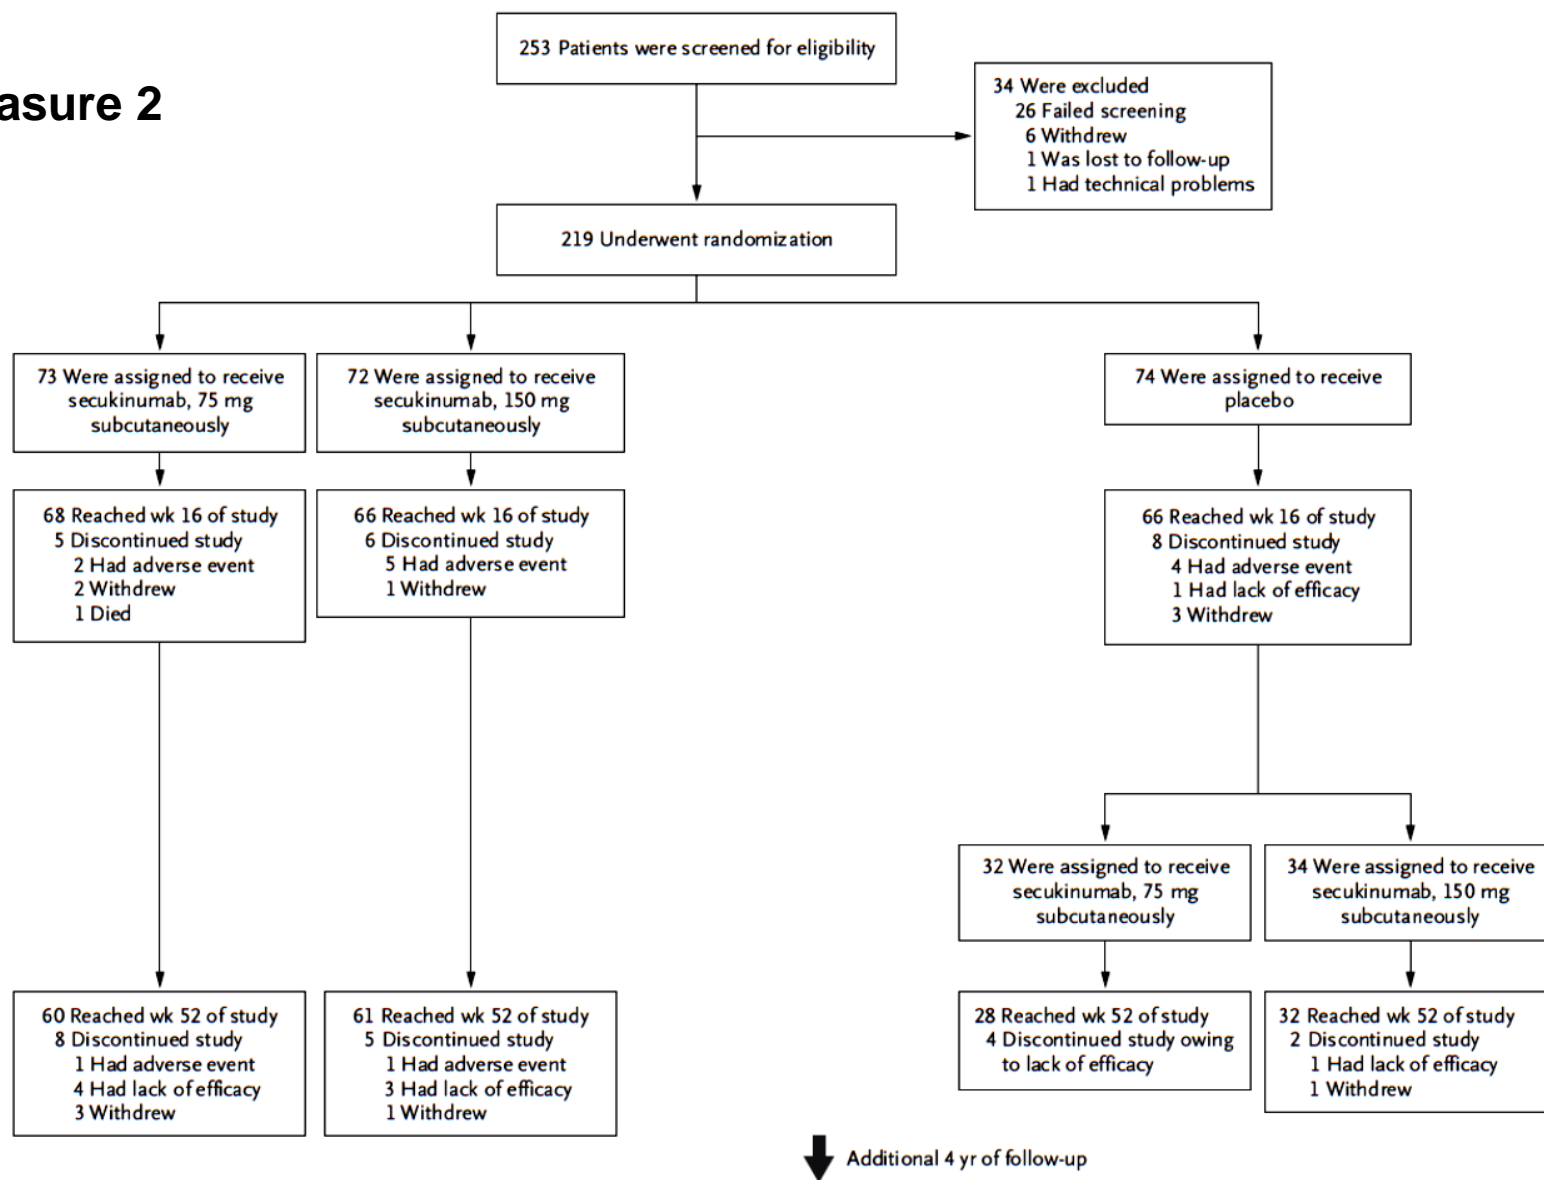 asure 2
253 Patients were screened for eligibility
34 Were excluded
26 Failed screening
6 Withdrew
1 Was lost to follow-up
1 Had technical problems
219 Underwent randomization
73 Were assigned to receive
secukinumab, 75 mg
subcutaneously
72 Were assigned to receive
secukinumab, 150 mg
subcutaneously
74 Were assigned to receive
placebo
68 Reached wk 16 of study
5 Discontinued study
2 Had adverse event
2 Withdrew
1 Died
66 Reached wk 16 of study
6 Discontinued study
5 Had adverse event
1 Withdrew
66 Reached wk 16 of study
8 Discontinued study
4 Had adverse event
1 Had lack of efficacy
3 Withdrew
32 Were assigned to receive
secukinumab, 75 mg
subcutaneously
34 Were assigned to receive
secukinumab, 150 mg
subcutaneously
60 Reached wk 52 of study
8 Discontinued study
1 Had adverse event
4 Had lack of efficacy
3 Withdrew
61 Reached wk 52 of study
5 Discontinued study
1 Had adverse event
3 Had lack of efficacy
1 Withdrew
28 Reached wk 52 of study
4 Discontinued study owing
to lack of efficacy
32 Reached wk 52 of study
2 Discontinued study
1 Had lack of efficacy
1 Withdrew
Additional 4 yr of follow-up